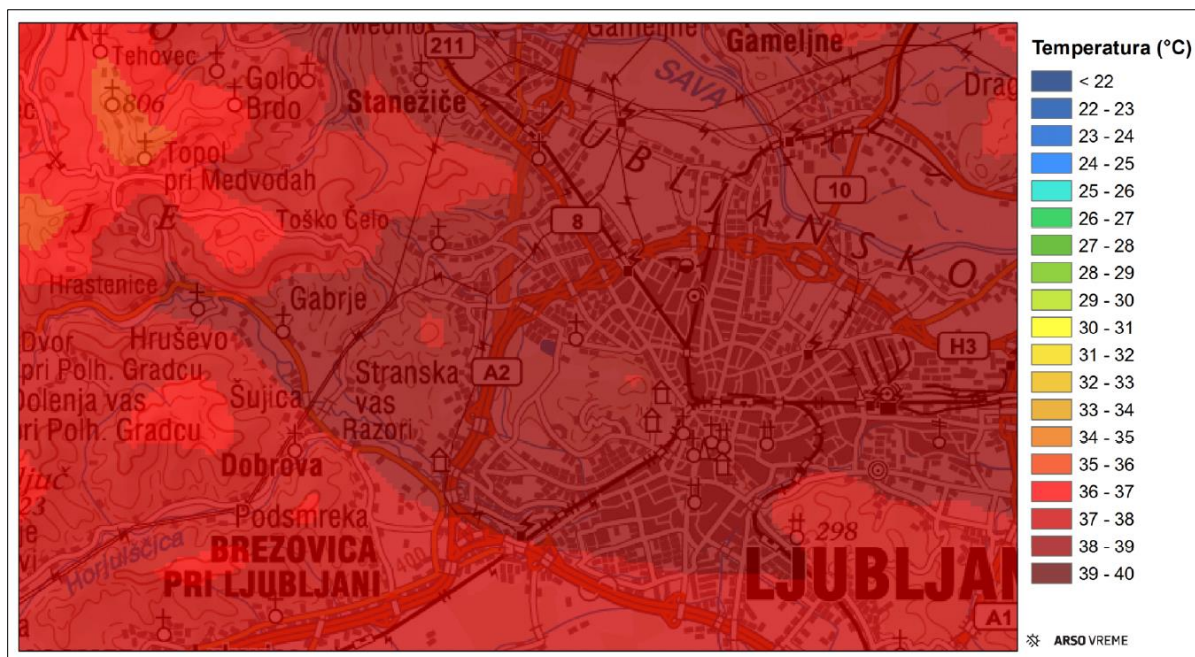 Medno
Gameljne
Gameljne
K
O
Tehovec
Golo
Brdo
806
Stanežiče
211
SAVA
Drag
Topol
pri Medvodah
L J U B L J A N S K O
10
J E
Toško Čelo
8
Hrastenice
Gabrje
Dvor
pri Polh. Gradcu
Hruševo
H3
A2
Stranska
vas
Razori
Dolenja vas
pri Polh. Gradcu
Šujica
Dobrova
23
Podsmreka
298
Horjulščica
BREZOVICA
PRI LJUBLJANI
LJUBLJAN
A1
Temperatura (°C)
< 22
22 - 23
23 - 24
24 - 25
25 - 26
26 - 27
27 - 28
28 - 29
29 - 30
30 - 31
31 - 32
32 - 33
33 - 34
34 - 35
35 - 36
36 - 37
37 - 38
38 - 39
39 - 40
ARSO VREME